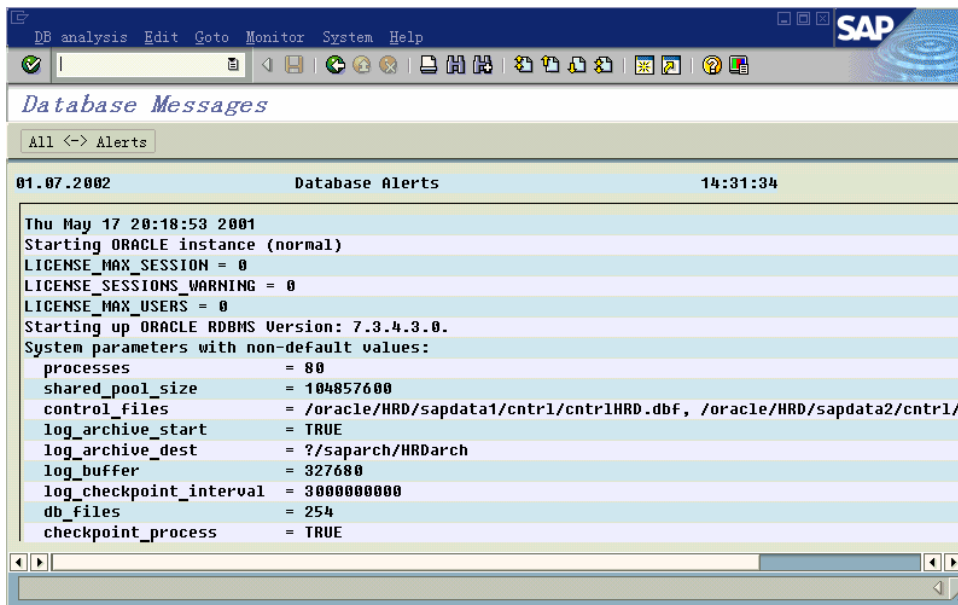 SAP
DB analysis Edit Goto Monitor System Help
Database Messages
All <-> Alerts
01.07.2002 Database Alerts 14:31:34
Thu May 17 20:18:53 2001
Starting ORACLE instance (normal)
LICENSE_MAX_SESSION = 0
LICENSE_SESSIONS_WARNING = 0
LICENSE_MAX_USERS = 0
Starting up ORACLE RDBMS Version: 7.3.4.3.0.
System parameters with non-default values:
processes = 80
shared_pool_size = 104857600
control_files = /oracle/HRD/sapdata1/cntrl/cntrlHRD.dbf, /oracle/HRD/sapdata2/cntrl/
log_archive_start = TRUE
log_archive_dest = ?/saparch/HRDarch
log_buffer = 327680
log_checkpoint_interval = 3000000000
db_files = 254
checkpoint_process = TRUE